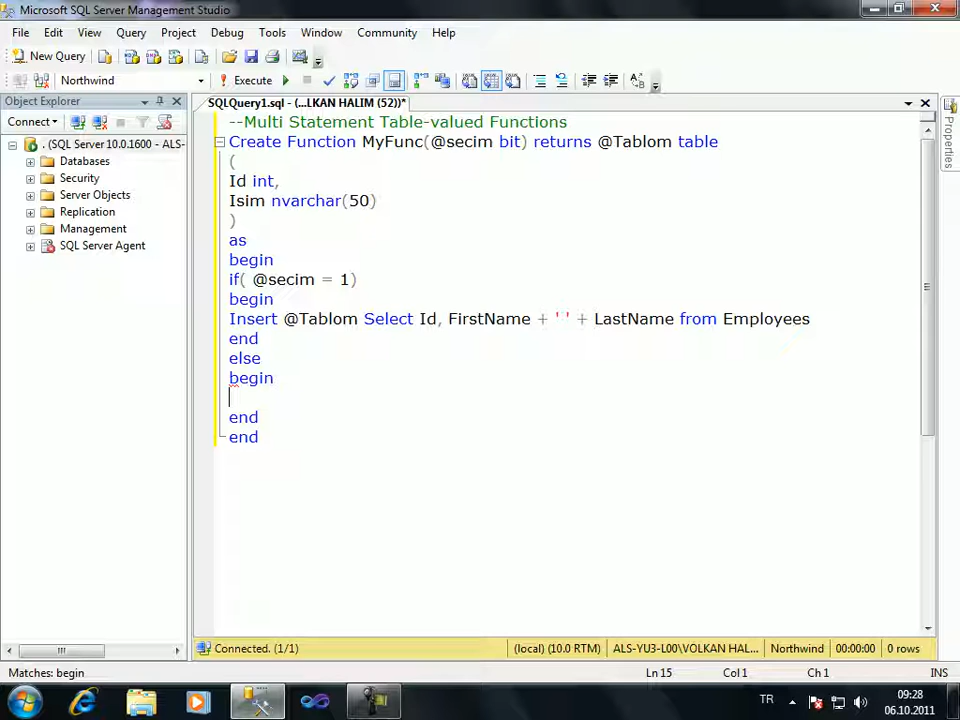 Microsoft SQL Server Management Studio
File Edit View Query Project Debug Tools Window Community Help
New Query
Northwind Execute
Object Explorer
SQLQuery1.sql - (...LKAN HALIM (52))*
Connect
. (SQL Server 10.0.1600 - ALS-
Databases
Security
Server Objects
Replication
Management
SQL Server Agent
--Multi Statement Table-valued Functions
Create Function MyFunc(@secim bit) returns @Tablom table
(
Id int,
Isim nvarchar(50)
)
as
begin
if( @secim = 1)
begin
Insert @Tablom Select Id, FirstName + ' ' + LastName from Employees
end
else
begin
end
end
Properties
Connected. (1/1) (local) (10.0 RTM) ALS-YU3-L00\VOLKAN HAL... Northwind 00:00:00 0 rows
Matches: begin Ln 15 Col 1 Ch 1 INS
TR 09:28
06.10.2011